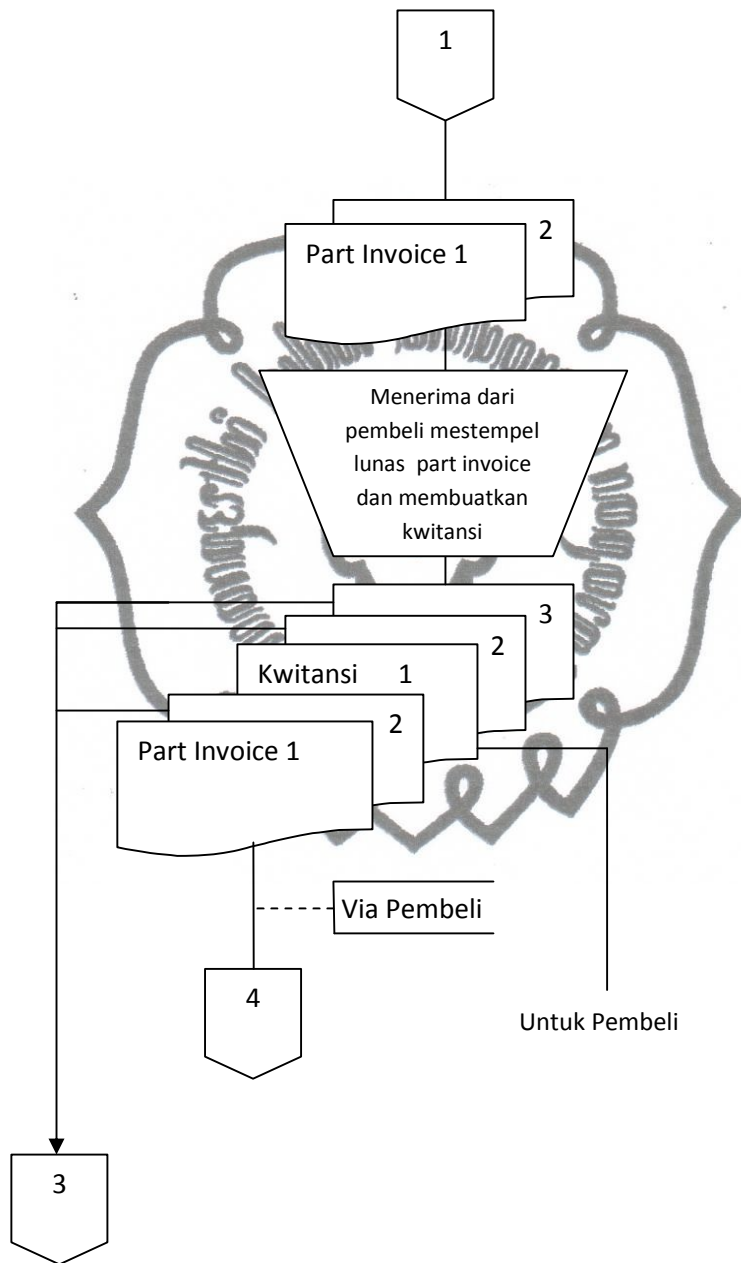 1
2
Part Invoice 1
Menerima dari
pembeli mestempel
lunas part invoice
dan membuatkan
kwitansi
3
2
Kwitansi 1
2
Part Invoice 1
Via Pembeli
4
Untuk Pembeli
3